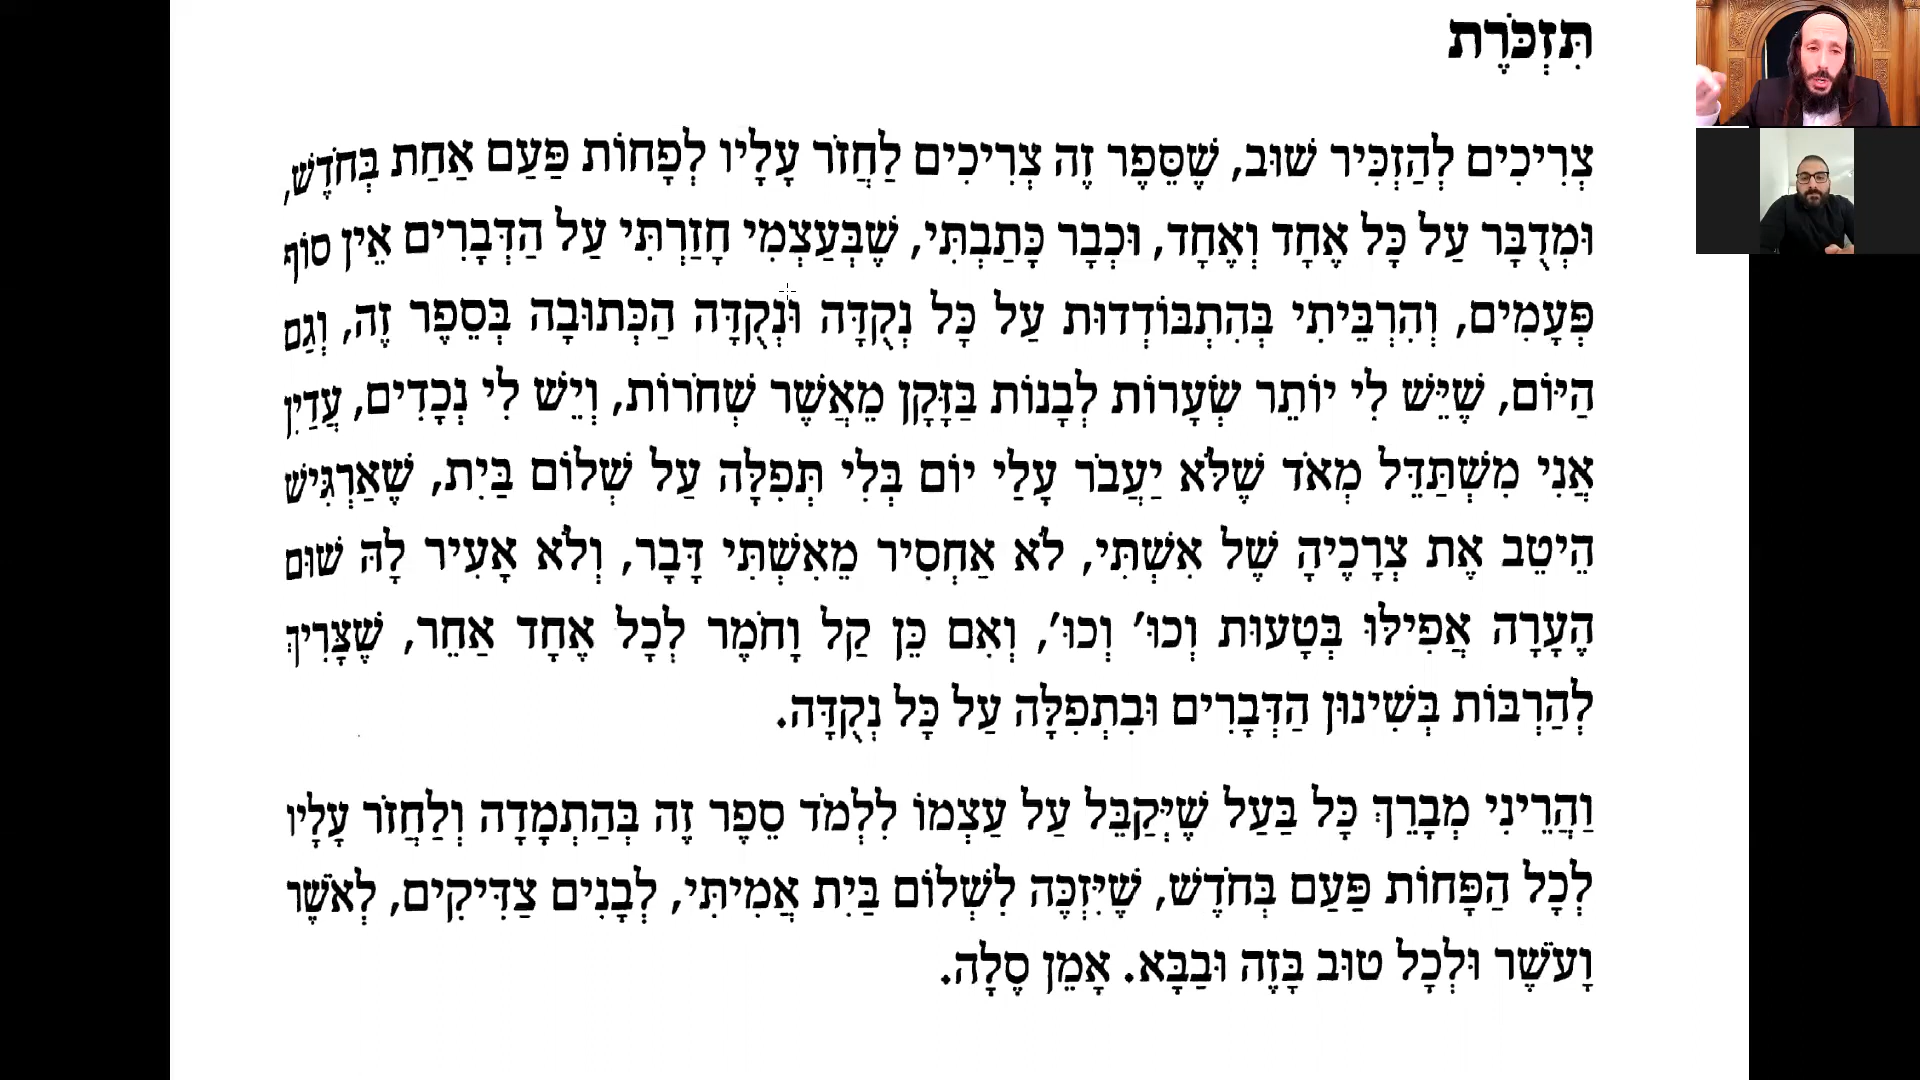 תִּזְכֹּרֶת
צְרִיכִים לְהַזְכִּיר שׁוּב, שֶׁסֵּפֶר זֶה צְרִיכִים לַחֲזֹר עָלָיו לְפָחוֹת פַּעַם אַחַת בְּחֹדֶשׁ,
וּמְדֻבָּר עַל כָּל אֶחָד וְאֶחָד, וּכְבָר כָּתַבְתִּי, שֶׁבְּעַצְמִי חָזַרְתִּי עַל הַדְּבָרִים אֵין סוֹף
פְּעָמִים, וְהִרְבֵּיתִי בְּהִתְבּוֹדְדוּת עַל כָּל נְקֻדָּה וּנְקֻדָּה הַכְּתוּבָה בְּסֵפֶר זֶה, וְגַם
הַיּוֹם, שֶׁיֵּשׁ לִי יוֹתֵר שְׂעָרוֹת לְבָנוֹת בַּזָּקָן מֵאֲשֶׁר שְׁחֹרוֹת, וְיֵשׁ לִי נְכָדִים, עֲדַיִן
אֲנִי מִשְׁתַּדֵּל מְאֹד שֶׁלֹּא יַעֲבֹר עָלַי יוֹם בְּלִי תְּפִלָּה עַל שְׁלוֹם בַּיִת, שֶׁאַרְגִּישׁ
הֵיטֵב אֶת צְרָכֶיהָ שֶׁל אִשְׁתִּי, לֹא אַחְסִיר מֵאִשְׁתִּי דָּבָר, וְלֹא אָעִיר לָהּ שׁוּם
הֶעָרָה אֲפִילוּ בְּטָעוּת וְכוּ' וְכוּ', וְאִם כֵּן קַל וָחֹמֶר לְכָל אֶחָד אַחֵר, שֶׁצָּרִיךְ
לְהַרְבּוֹת בְּשִׁינוּן הַדְּבָרִים וּבִתְפִלָּה עַל כָּל נְקֻדָּה.
וַהֲרֵינִי מְבָרֵךְ כָּל בַּעַל שֶׁיְּקַבֵּל עַל עַצְמוֹ לִלְמֹד סֵפֶר זֶה בְּהַתְמָדָה וְלַחֲזֹר עָלָיו
לְכָל הַפָּחוֹת פַּעַם בְּחֹדֶשׁ, שֶׁיִּזְכֶּה לִשְׁלוֹם בַּיִת אֲמִיתִּי, לְבָנִים צַדִּיקִים, לְאֹשֶׁר
וָעֹשֶׁר וּלְכָל טוּב בָּזֶה וּבַבָּא. אָמֵן סֶלָה.